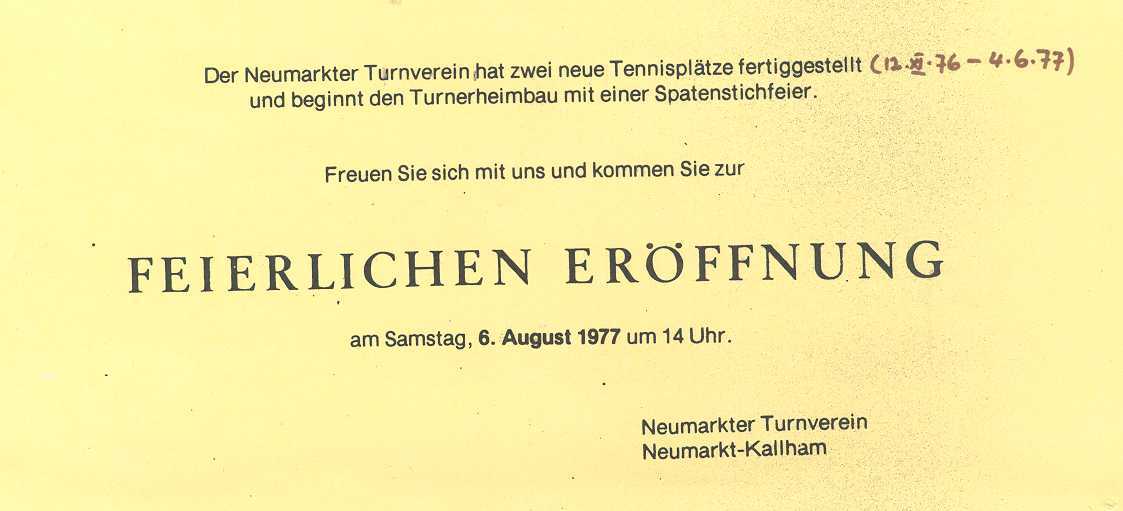 Der Neumarkter Turnverein hat zwei neue Tennisplätze fertiggestellt (12.XI.76 – 4.6.77)
und beginnt den Turnerheimbau mit einer Spatenstichfeier.
Freuen Sie sich mit uns und kommen Sie zur
FEIERLICHEN ERÖFFNUNG
am Samstag, 6. August 1977 um 14 Uhr.
Neumarkter Turnverein
Neumarkt-Kallham